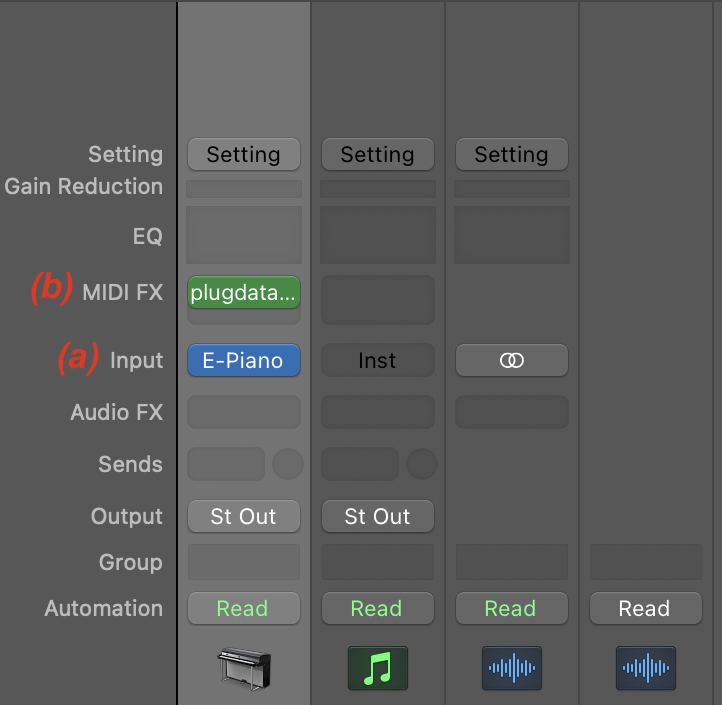 Setting Setting Setting Setting
Gain Reduction
EQ
(b) MIDI FX plugdata...
(a) Input E-Piano Inst
Audio FX
Sends
Output St Out St Out
Group
Automation Read Read Read Read